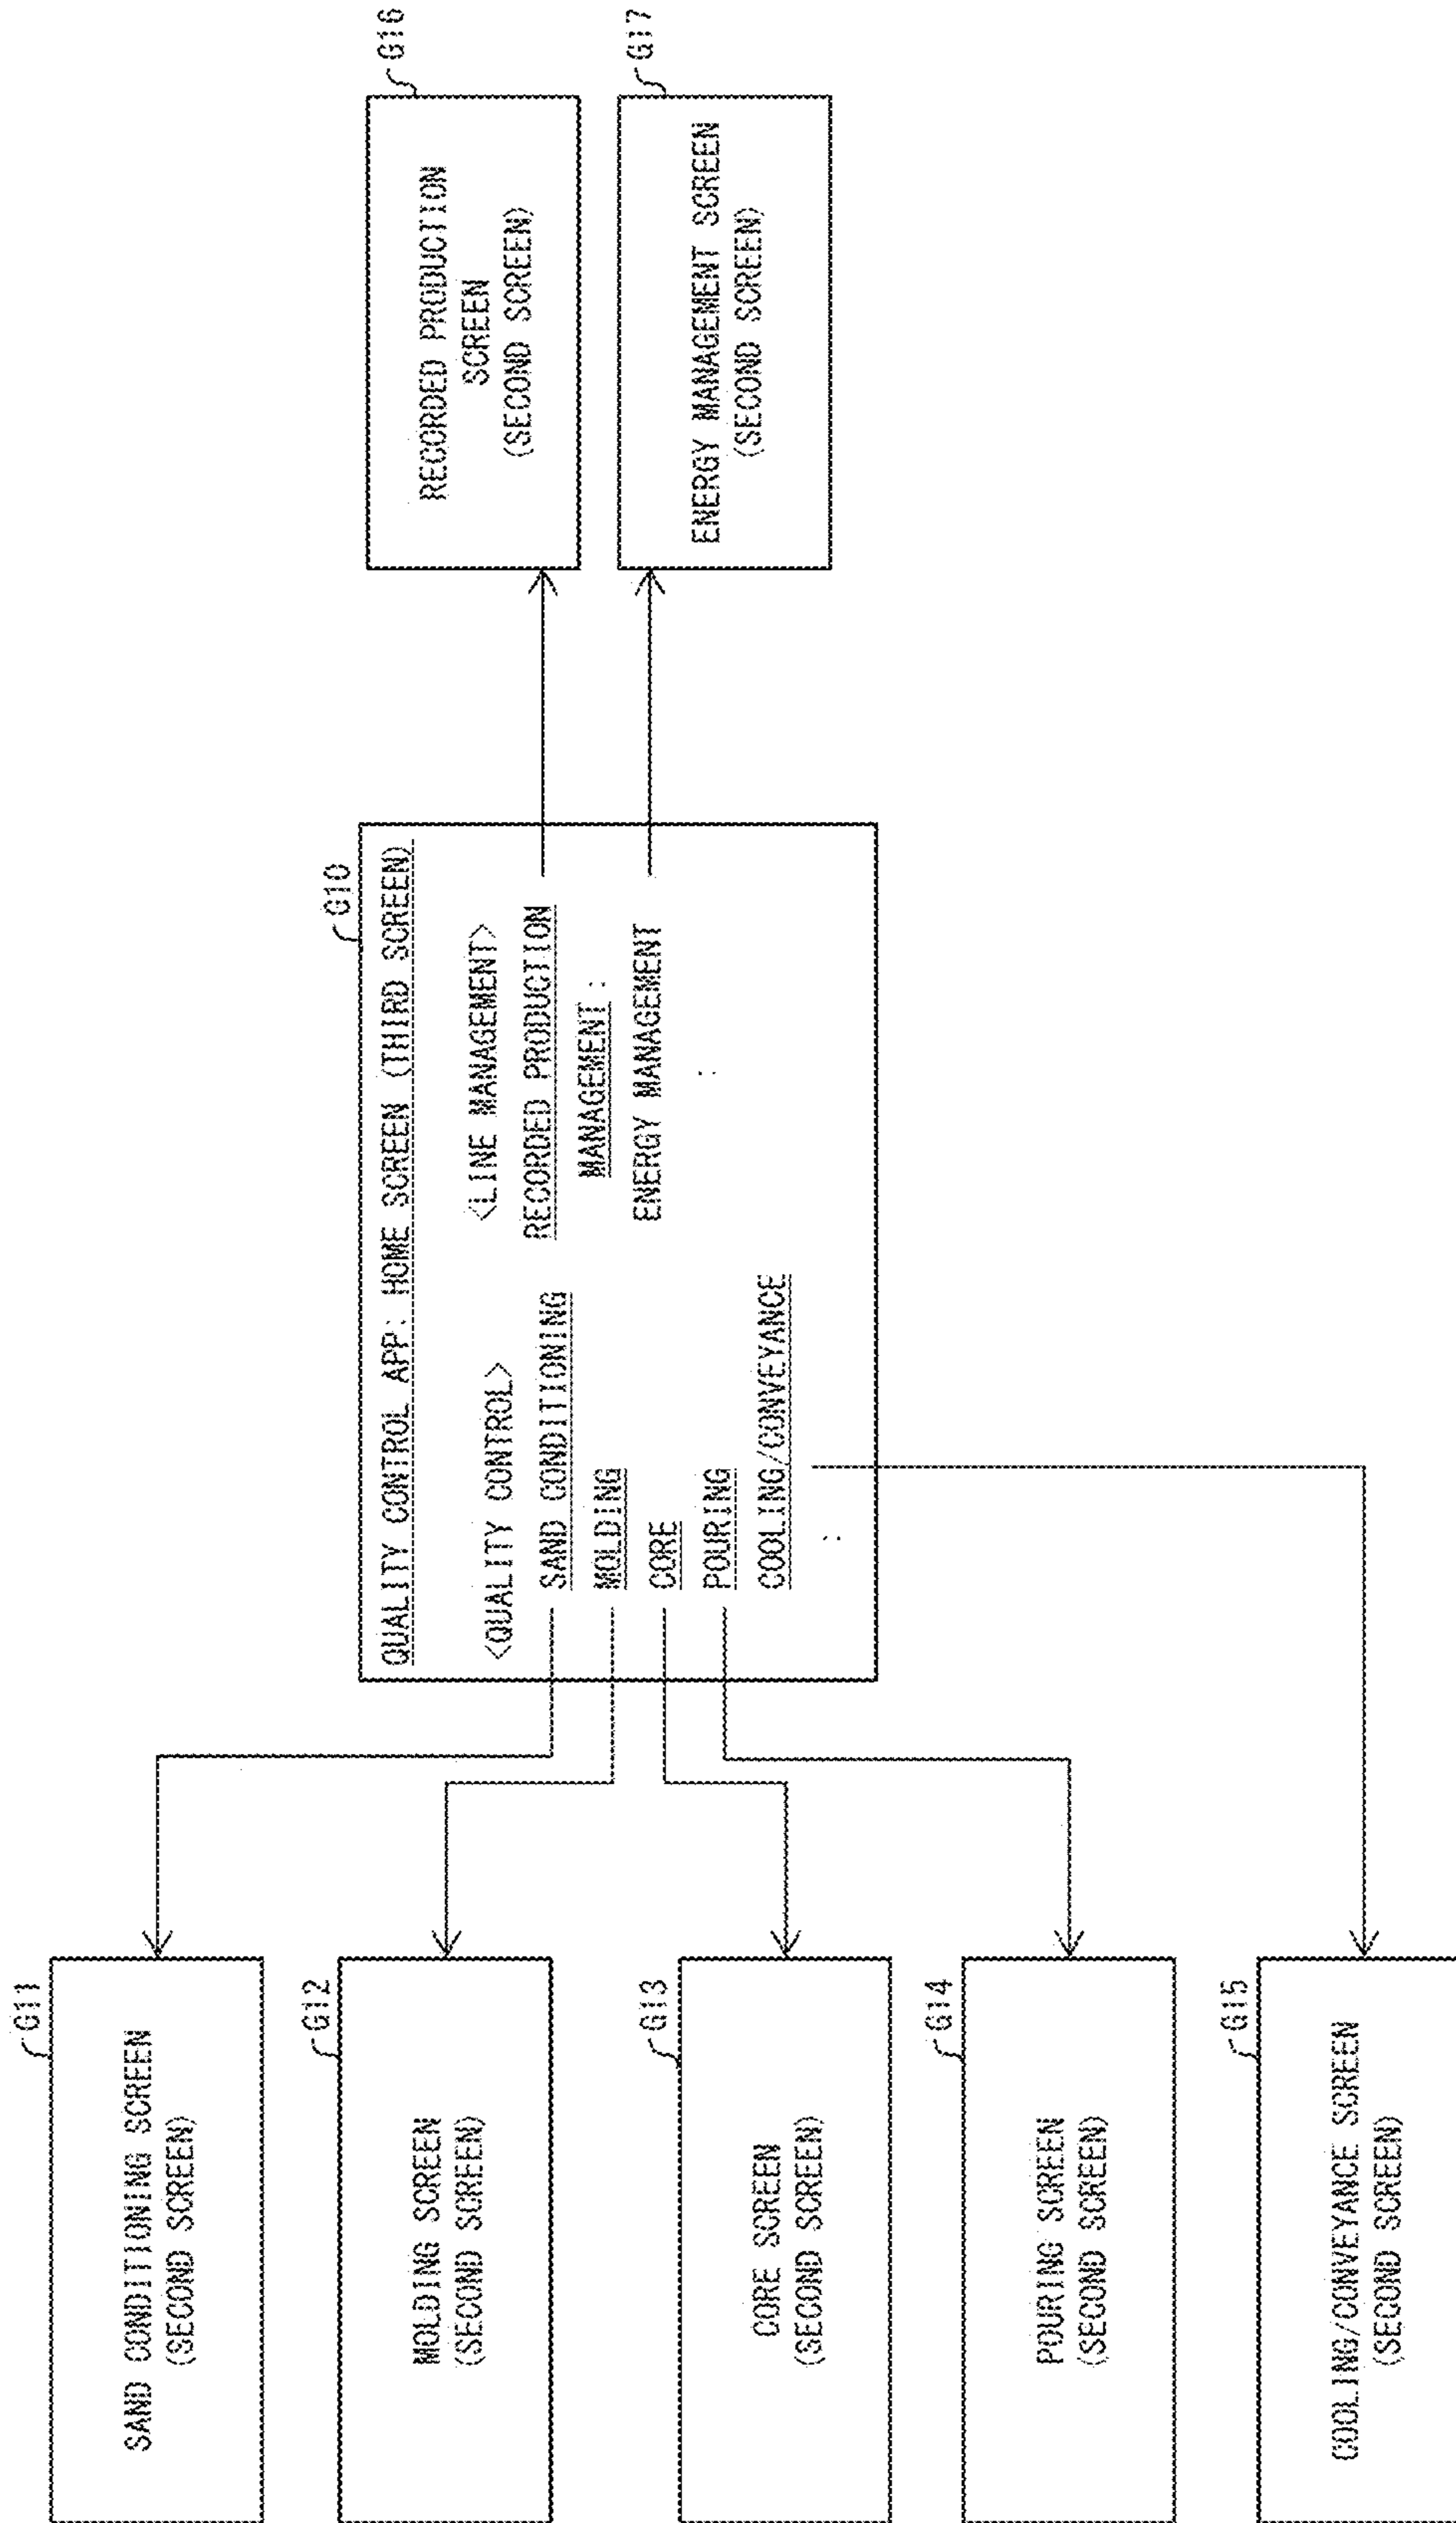 G11
SAND CONDITIONING SCREEN
(SECOND SCREEN)
G12
MOLDING SCREEN
(SECOND SCREEN)
G13
CORE SCREEN
(SECOND SCREEN)
G14
POURING SCREEN
(SECOND SCREEN)
G15
COOLING/CONVEYANCE SCREEN
(SECOND SCREEN)
G10
QUALITY CONTROL APP: HOME SCREEN (THIRD SCREEN)
<QUALITY CONTROL>
SAND CONDITIONING
MOLDING
CORE
POURING
COOLING/CONVEYANCE
:
<LINE MANAGEMENT>
RECORDED PRODUCTION
MANAGEMENT :
ENERGY MANAGEMENT
:
G16
RECORDED PRODUCTION
SCREEN
(SECOND SCREEN)
G17
ENERGY MANAGEMENT SCREEN
(SECOND SCREEN)